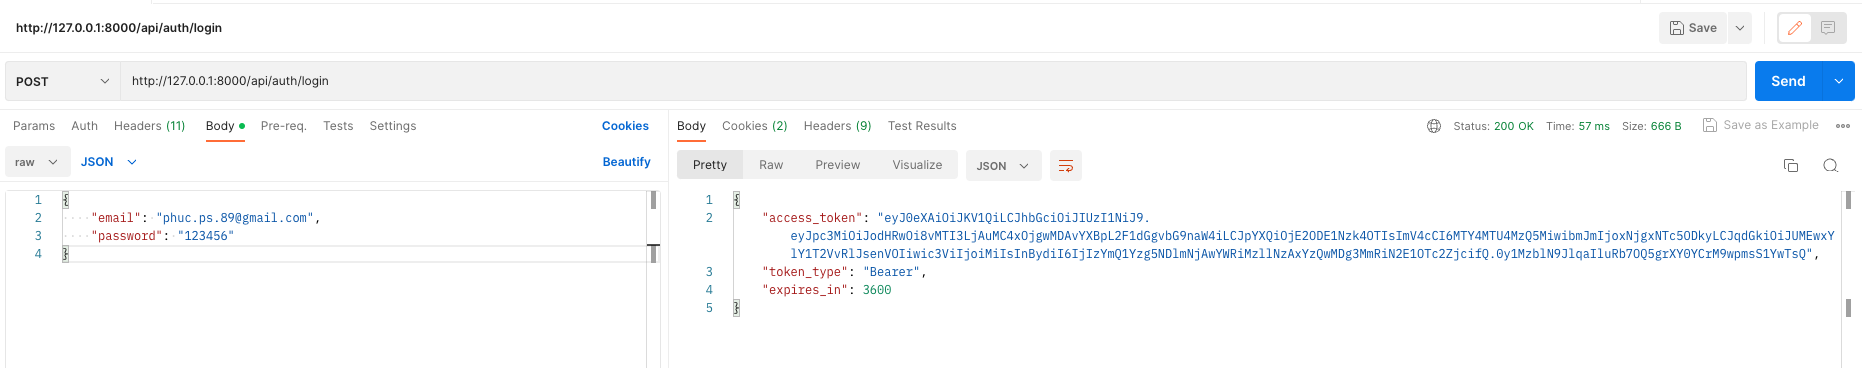 http://127.0.0.1:8000/api/auth/login
Save
POST
http://127.0.0.1:8000/api/auth/login
Send
Params Auth Headers (11) Body Pre-req. Tests Settings Cookies
Body Cookies (2) Headers (9) Test Results Status: 200 OK Time: 57 ms Size: 666 B Save as Example
raw JSON Beautify
Pretty Raw Preview Visualize JSON
1 {
2 "email": "phuc.ps.89@gmail.com",
3 "password": "123456"
4 }
1 {
2 "access_token": "eyJ0eXAiOiJKV1QiLCJhbGciOiJIUzI1NiJ9.
eyJpc3MiOiJodHRwOi8vMTI3LjAuMC4xOjgwMDAvYXBpL2F1dGgvbG9naW4iLCJpYXQiOjE2ODE1Nzk4OTIsImV4cCI6MTY4MTU4MzQ5MiwibmJmIjoxNjgxNTc5ODkyLCJqdGkiOiJUMEwxY
lY1T2VvRlJsenVOIiwic3ViIjoiMiIsInBydiI6IjIzYmQ1Yzg5NDlmNjAwYWRiMzllNzAxYzQwMDg3MmRiN2E1OTc2ZjcifQ.0y1MzblN9JlqaIluRb7OQ5grXY0YCrM9wpmsS1YwTsQ",
3 "token_type": "Bearer",
4 "expires_in": 3600
5 }